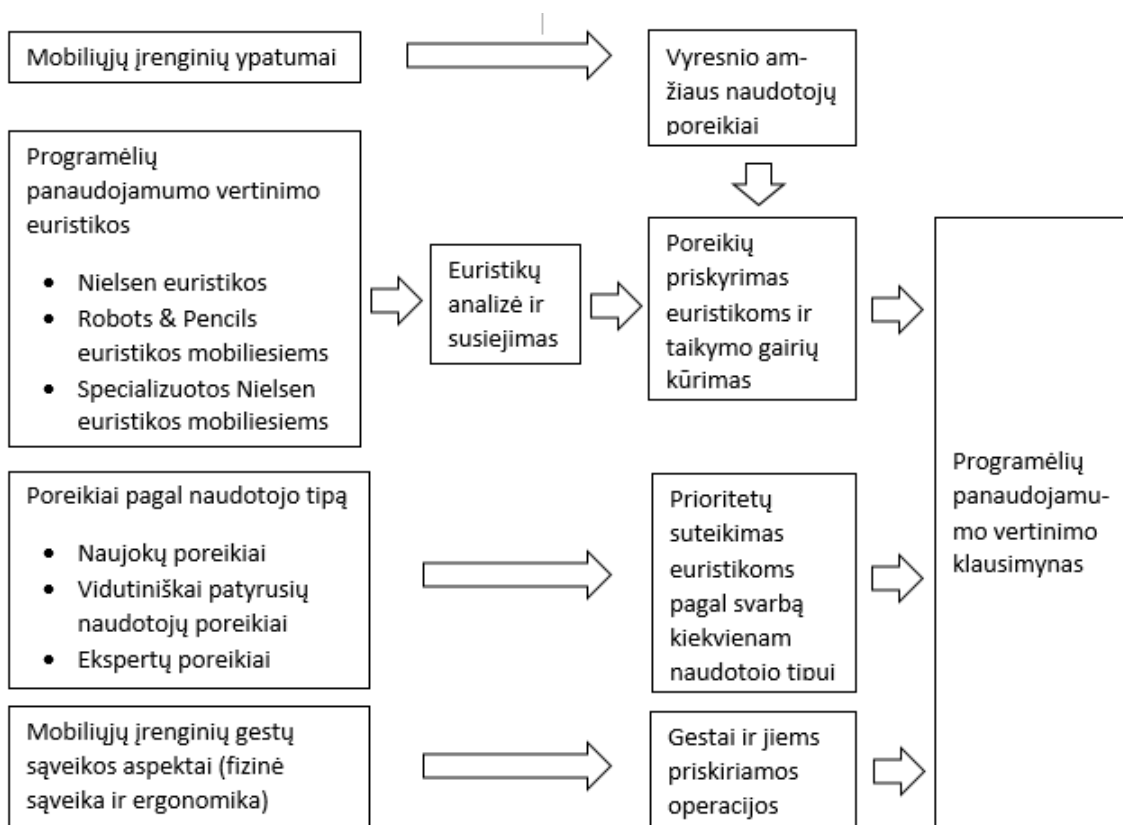 Mobiliųjų įrenginių ypatumai
Vyresnio am-
žiaus naudotojų
poreikiai
Programėlių
panaudojamumo vertinimo
euristikos
• Nielsen euristikos
• Robots & Pencils
euristikos mobiliesiems
• Specializuotos Nielsen
euristikos mobiliesiems
Euristikų
analizė ir
susiejimas
Poreikių
priskyrimas
euristikoms ir
taikymo gairių
kūrimas
Poreikiai pagal naudotojo tipą
• Naujokų poreikiai
• Vidutiniškai patyrusių
naudotojų poreikiai
• Ekspertų poreikiai
Prioritetų
suteikimas
euristikoms
pagal svarbą
kiekvienam
naudotojo tipui
Mobiliųjų įrenginių gestų
sąveikos aspektai (fizinė
sąveika ir ergonomika)
Gestai ir jiems
priskiriamos
operacijos
Programėlių
panaudojamu-
mo vertinimo
klausimynas